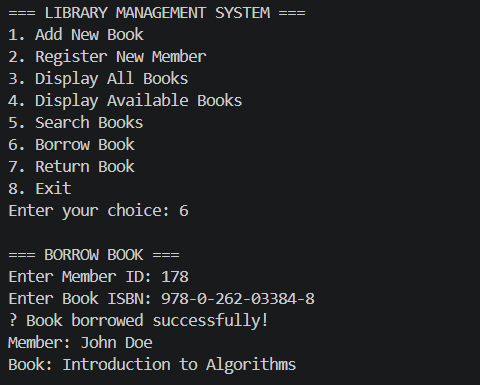 === LIBRARY MANAGEMENT SYSTEM ===
1. Add New Book
2. Register New Member
3. Display All Books
4. Display Available Books
5. Search Books
6. Borrow Book
7. Return Book
8. Exit
Enter your choice: 6
=== BORROW BOOK ===
Enter Member ID: 178
Enter Book ISBN: 978-0-262-03384-8
? Book borrowed successfully!
Member: John Doe
Book: Introduction to Algorithms